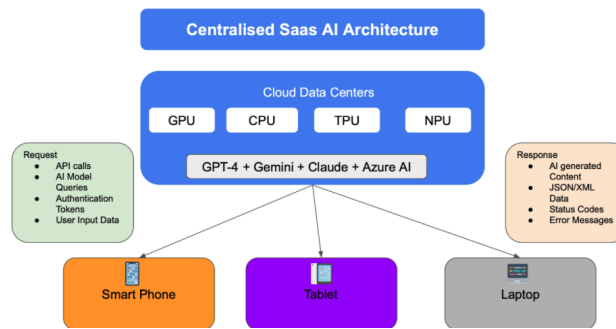 Centralised Saas AI Architecture
Cloud Data Centers
GPU
CPU
TPU
NPU
GPT-4 + Gemini + Claude + Azure AI
Request
● API calls
● AI Model
Queries
● Authentication
Tokens
● User Input Data
Response
● AI generated
Content
● JSON/XML
Data
● Status Codes
● Error Messages
Smart Phone
Tablet
Laptop